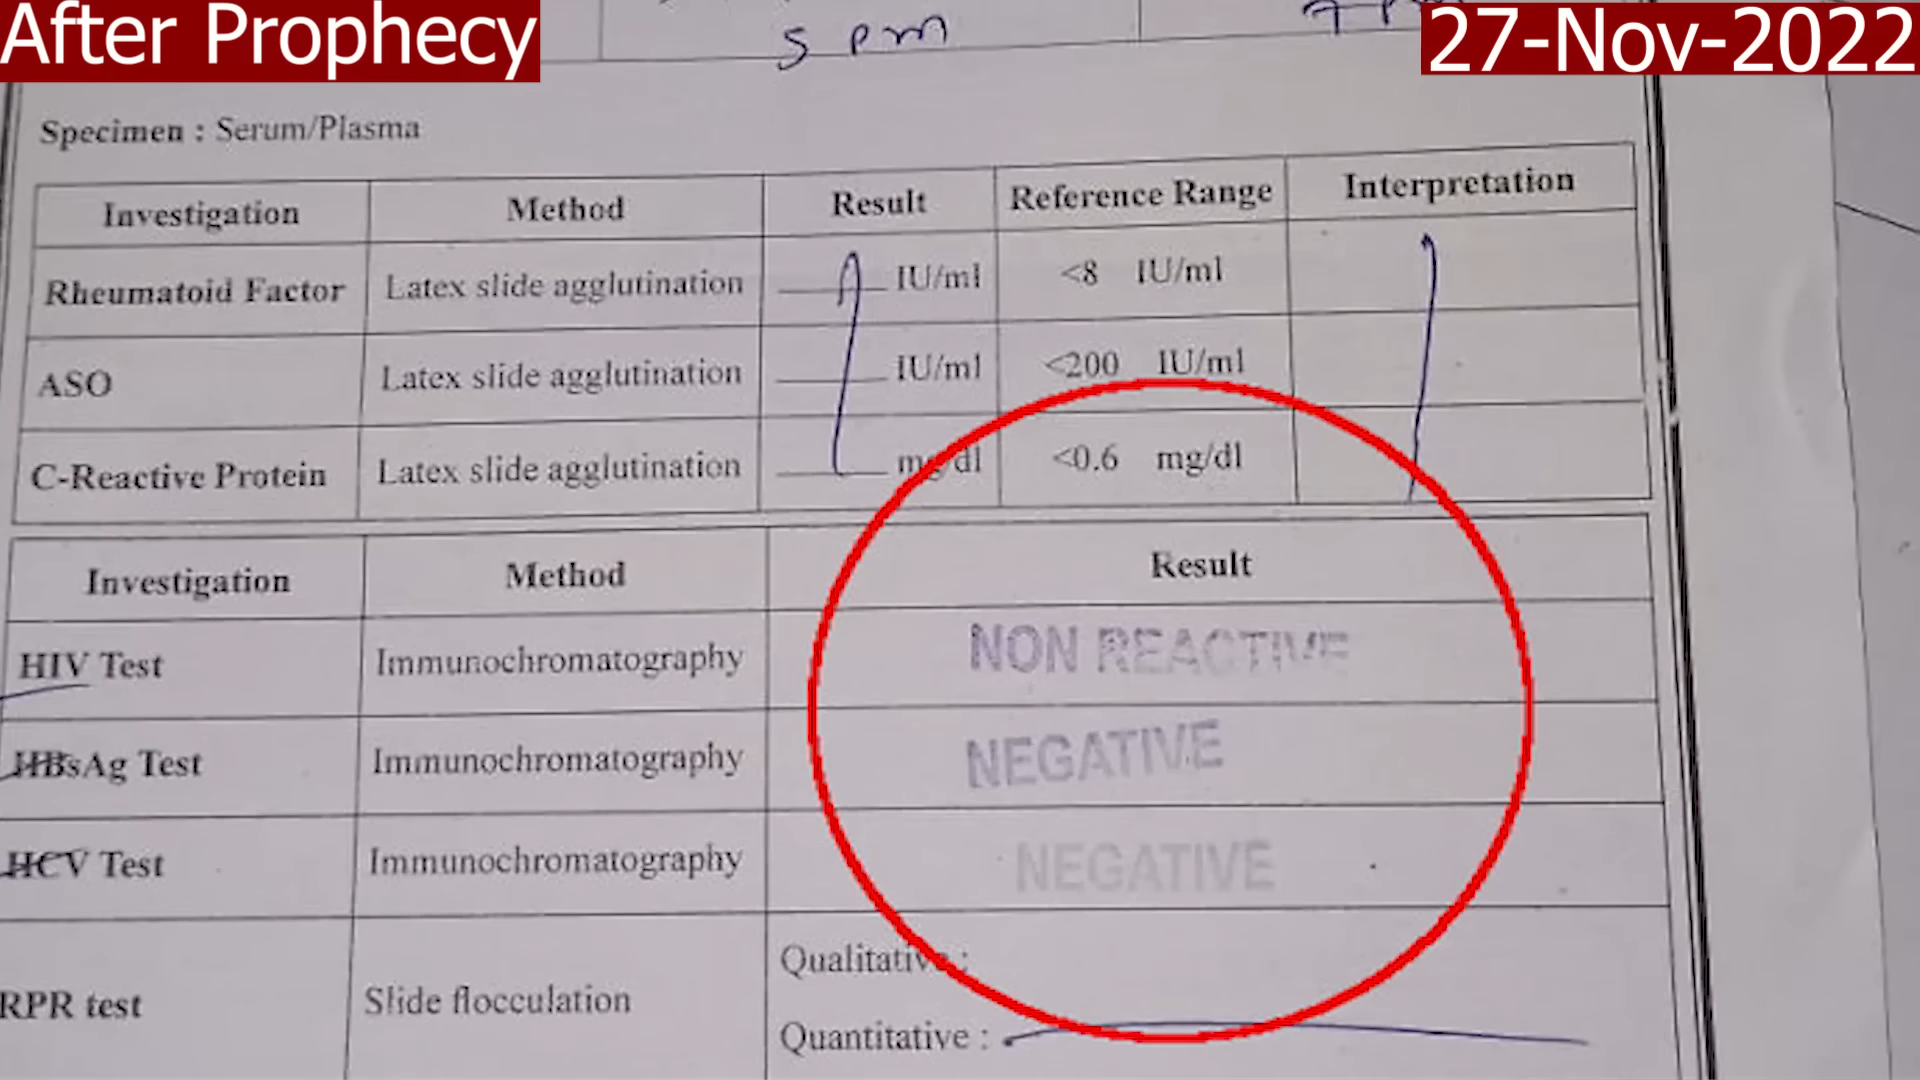 After Prophecy
27-Nov-2022
5 pm
Specimen : Serum/Plasma
Investigation Method Result Reference Range Interpretation
Rheumatoid Factor Latex slide agglutination ____ IU/ml <8 IU/ml
ASO Latex slide agglutination ____ IU/ml <200 IU/ml
C-Reactive Protein Latex slide agglutination ____ mg/dl <0.6 mg/dl
Investigation Method Result
HIV Test Immunochromatography NON REACTIVE
HBsAg Test Immunochromatography NEGATIVE
HCV Test Immunochromatography NEGATIVE
RPR test Slide flocculation Qualitative :
Quantitative :